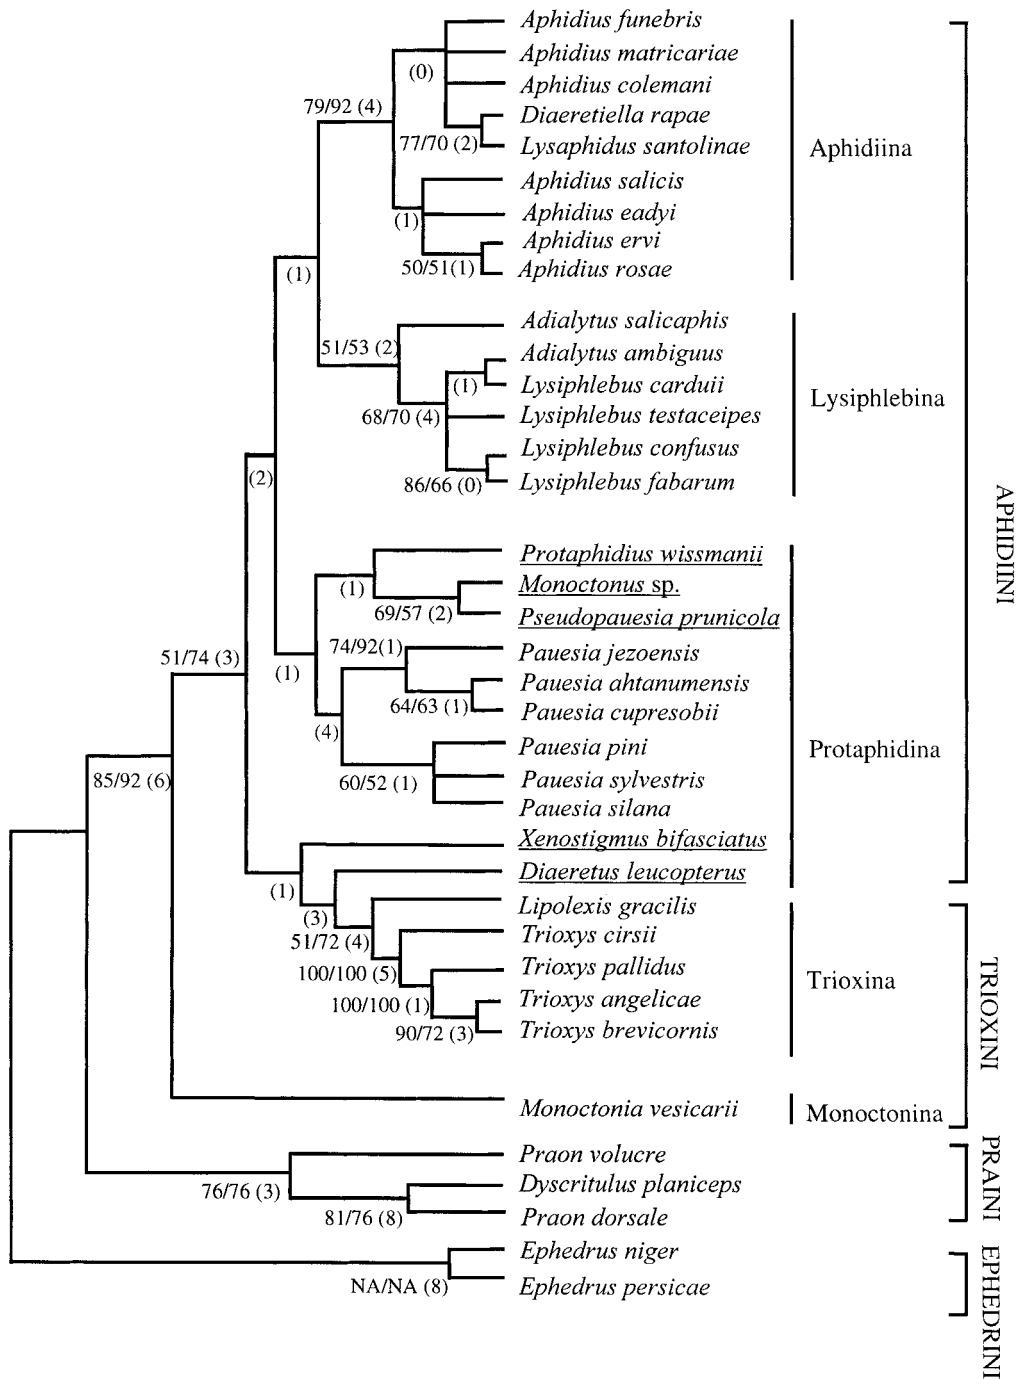 Aphidius funebris
Aphidius matricariae
(0)
Aphidius colemani
79/92 (4)
Diaeretiella rapae
77/70 (2)
Lysaphidus santolinae
Aphidiina
Aphidius salicis
(1)
Aphidius eadyi
Aphidius ervi
50/51(1)
Aphidius rosae
(1)
Adialytus salicaphis
51/53 (2)
Adialytus ambiguus
(1)
Lysiphlebus carduii
Lysiphlebina
68/70 (4)
Lysiphlebus testaceipes
Lysiphlebus confusus
(2)
86/66 (0)
Lysiphlebus fabarum
APHIDIINI
Protaphidius wissmanii
(1)
Monoctonus sp.
69/57 (2)
Pseudopauesia prunicola
74/92(1)
Pauesia jezoensis
51/74 (3)
(1)
Pauesia ahtanumensis
64/63 (1)
Pauesia cupresobii
(4)
Pauesia pini
Protaphidina
85/92 (6)
60/52 (1)
Pauesia sylvestris
Pauesia silana
Xenostigmus bifasciatus
Diaeretus leucopterus
(1)
Lipolexis gracilis
(3)
51/72 (4)
Trioxys cirsii
100/100 (5)
Trioxys pallidus
Trioxina
100/100 (1)
Trioxys angelicae
90/72 (3)
Trioxys brevicornis
TRIOXINI
Monoctonia vesicarii
Monoctonina
Praon volucre
76/76 (3)
Dyscritulus planiceps
81/76 (8)
Praon dorsale
PRAINI
Ephedrus niger
NA/NA (8)
Ephedrus persicae
EPHEDRINI